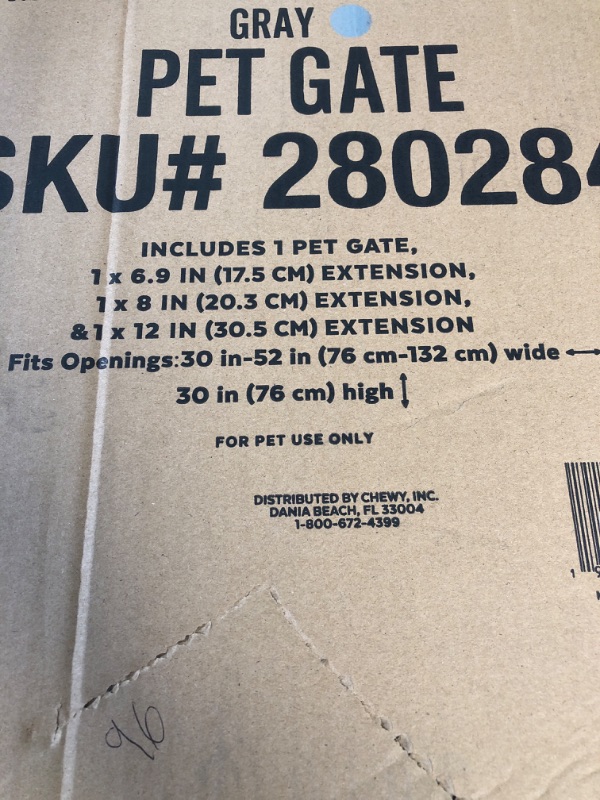 GRAY
PET GATE
SKU# 280284
INCLUDES 1 PET GATE,
1 x 6.9 IN (17.5 CM) EXTENSION,
1 x 8 IN (20.3 CM) EXTENSION,
& 1 x 12 IN (30.5 CM) EXTENSION
Fits Openings:30 in-52 in (76 cm-132 cm) wide
30 in (76 cm) high
FOR PET USE ONLY
DISTRIBUTED BY CHEWY, INC.
DANIA BEACH, FL 33004
1-800-672-4399
1
96